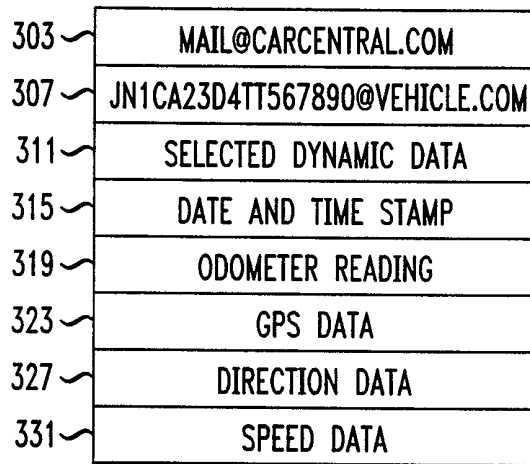 303 MAIL@CARCENTRAL.COM
307 JN1CA23D4TT567890@VEHICLE.COM
311 SELECTED DYNAMIC DATA
315 DATE AND TIME STAMP
319 ODOMETER READING
323 GPS DATA
327 DIRECTION DATA
331 SPEED DATA